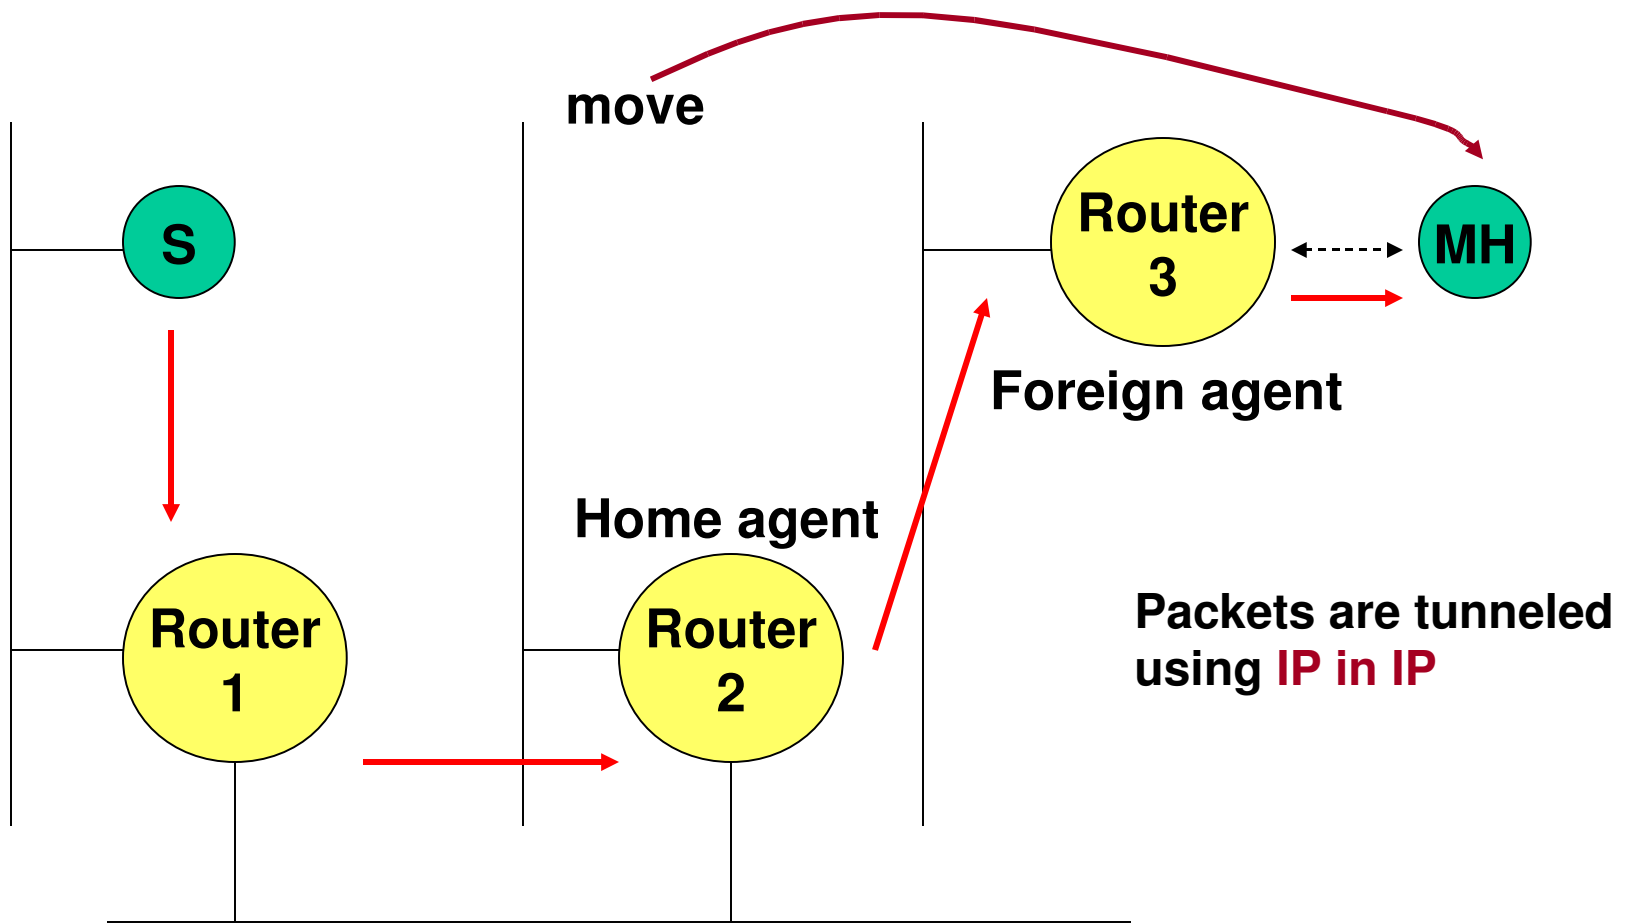 move
S
Router
3
MH
Foreign agent
Home agent
Router
1
Router
2
Packets are tunneled
using IP in IP